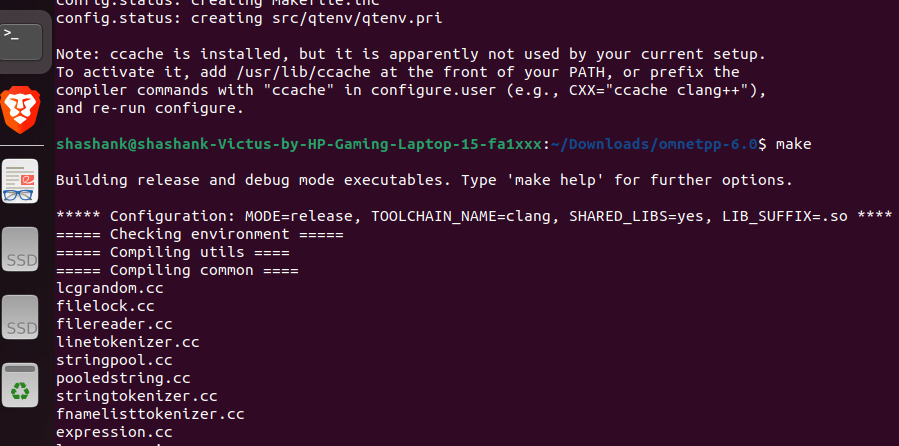 config.status: creating Makefile.inc
config.status: creating src/qtenv/qtenv.pri
Note: ccache is installed, but it is apparently not used by your current setup.
To activate it, add /usr/lib/ccache at the front of your PATH, or prefix the
compiler commands with "ccache" in configure.user (e.g., CXX="ccache clang++"),
and re-run configure.
shashank@shashank-Victus-by-HP-Gaming-Laptop-15-fa1xxx:~/Downloads/omnetpp-6.0$ make
Building release and debug mode executables. Type 'make help' for further options.
***** Configuration: MODE=release, TOOLCHAIN_NAME=clang, SHARED_LIBS=yes, LIB_SUFFIX=.so ****
===== Checking environment =====
===== Compiling utils ====
===== Compiling common ====
lcgrandom.cc
filelock.cc
filereader.cc
linetokenizer.cc
stringpool.cc
pooledstring.cc
stringtokenizer.cc
fnamelisttokenizer.cc
expression.cc
>_
SSD
SSD